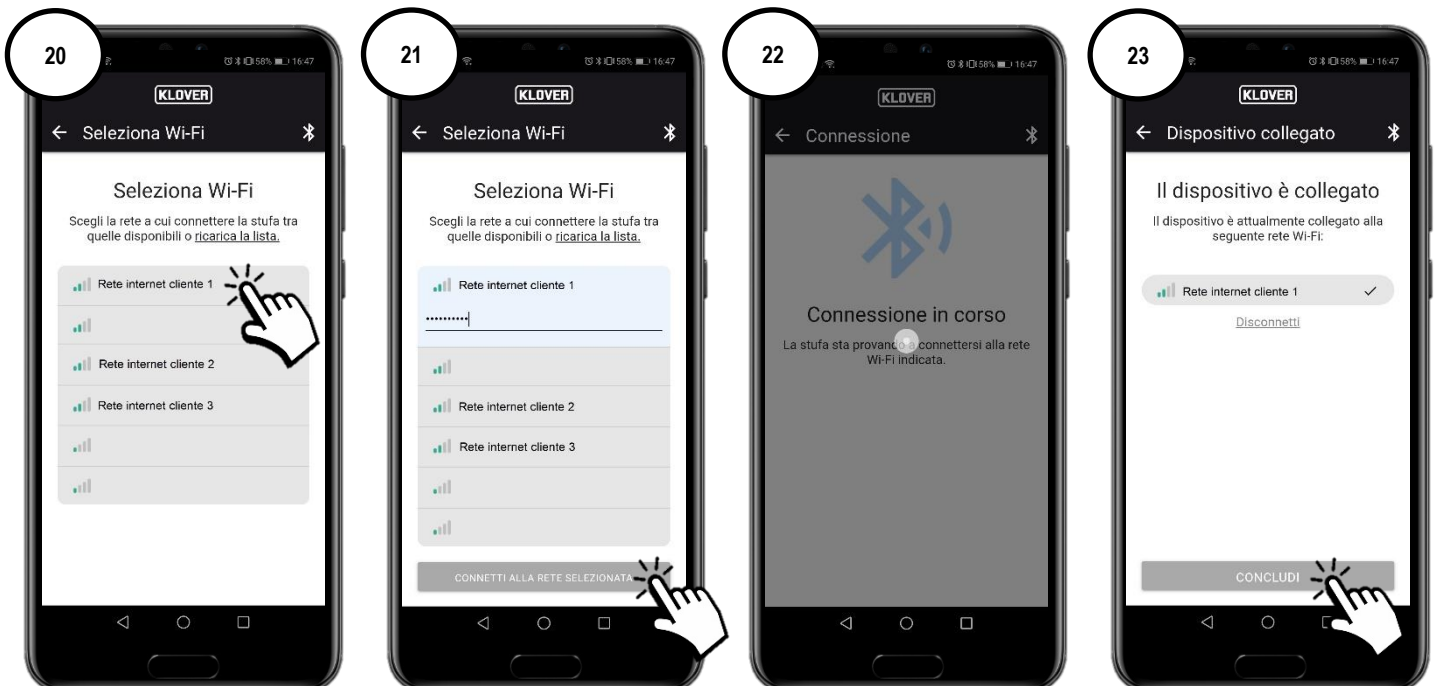 20
58% 16:47
KLOVER
Seleziona Wi-Fi
Seleziona Wi-Fi
Scegli la rete a cui connettere la stufa tra
quelle disponibili o ricarica la lista.
Rete internet cliente 1
Rete internet cliente 2
Rete internet cliente 3
21
58% 16:47
KLOVER
Seleziona Wi-Fi
Seleziona Wi-Fi
Scegli la rete a cui connettere la stufa tra
quelle disponibili o ricarica la lista.
Rete internet cliente 1
••••••••••
Rete internet cliente 2
Rete internet cliente 3
CONNETTI ALLA RETE SELEZIONATA
22
58% 16:47
KLOVER
Connessione
Connessione in corso
La stufa sta provando a connettersi alla rete
Wi-Fi indicata.
23
58% 16:47
KLOVER
Dispositivo collegato
Il dispositivo è collegato
Il dispositivo è attualmente collegato alla
seguente rete Wi-Fi:
Rete internet cliente 1
Disconnetti
CONCLUDI